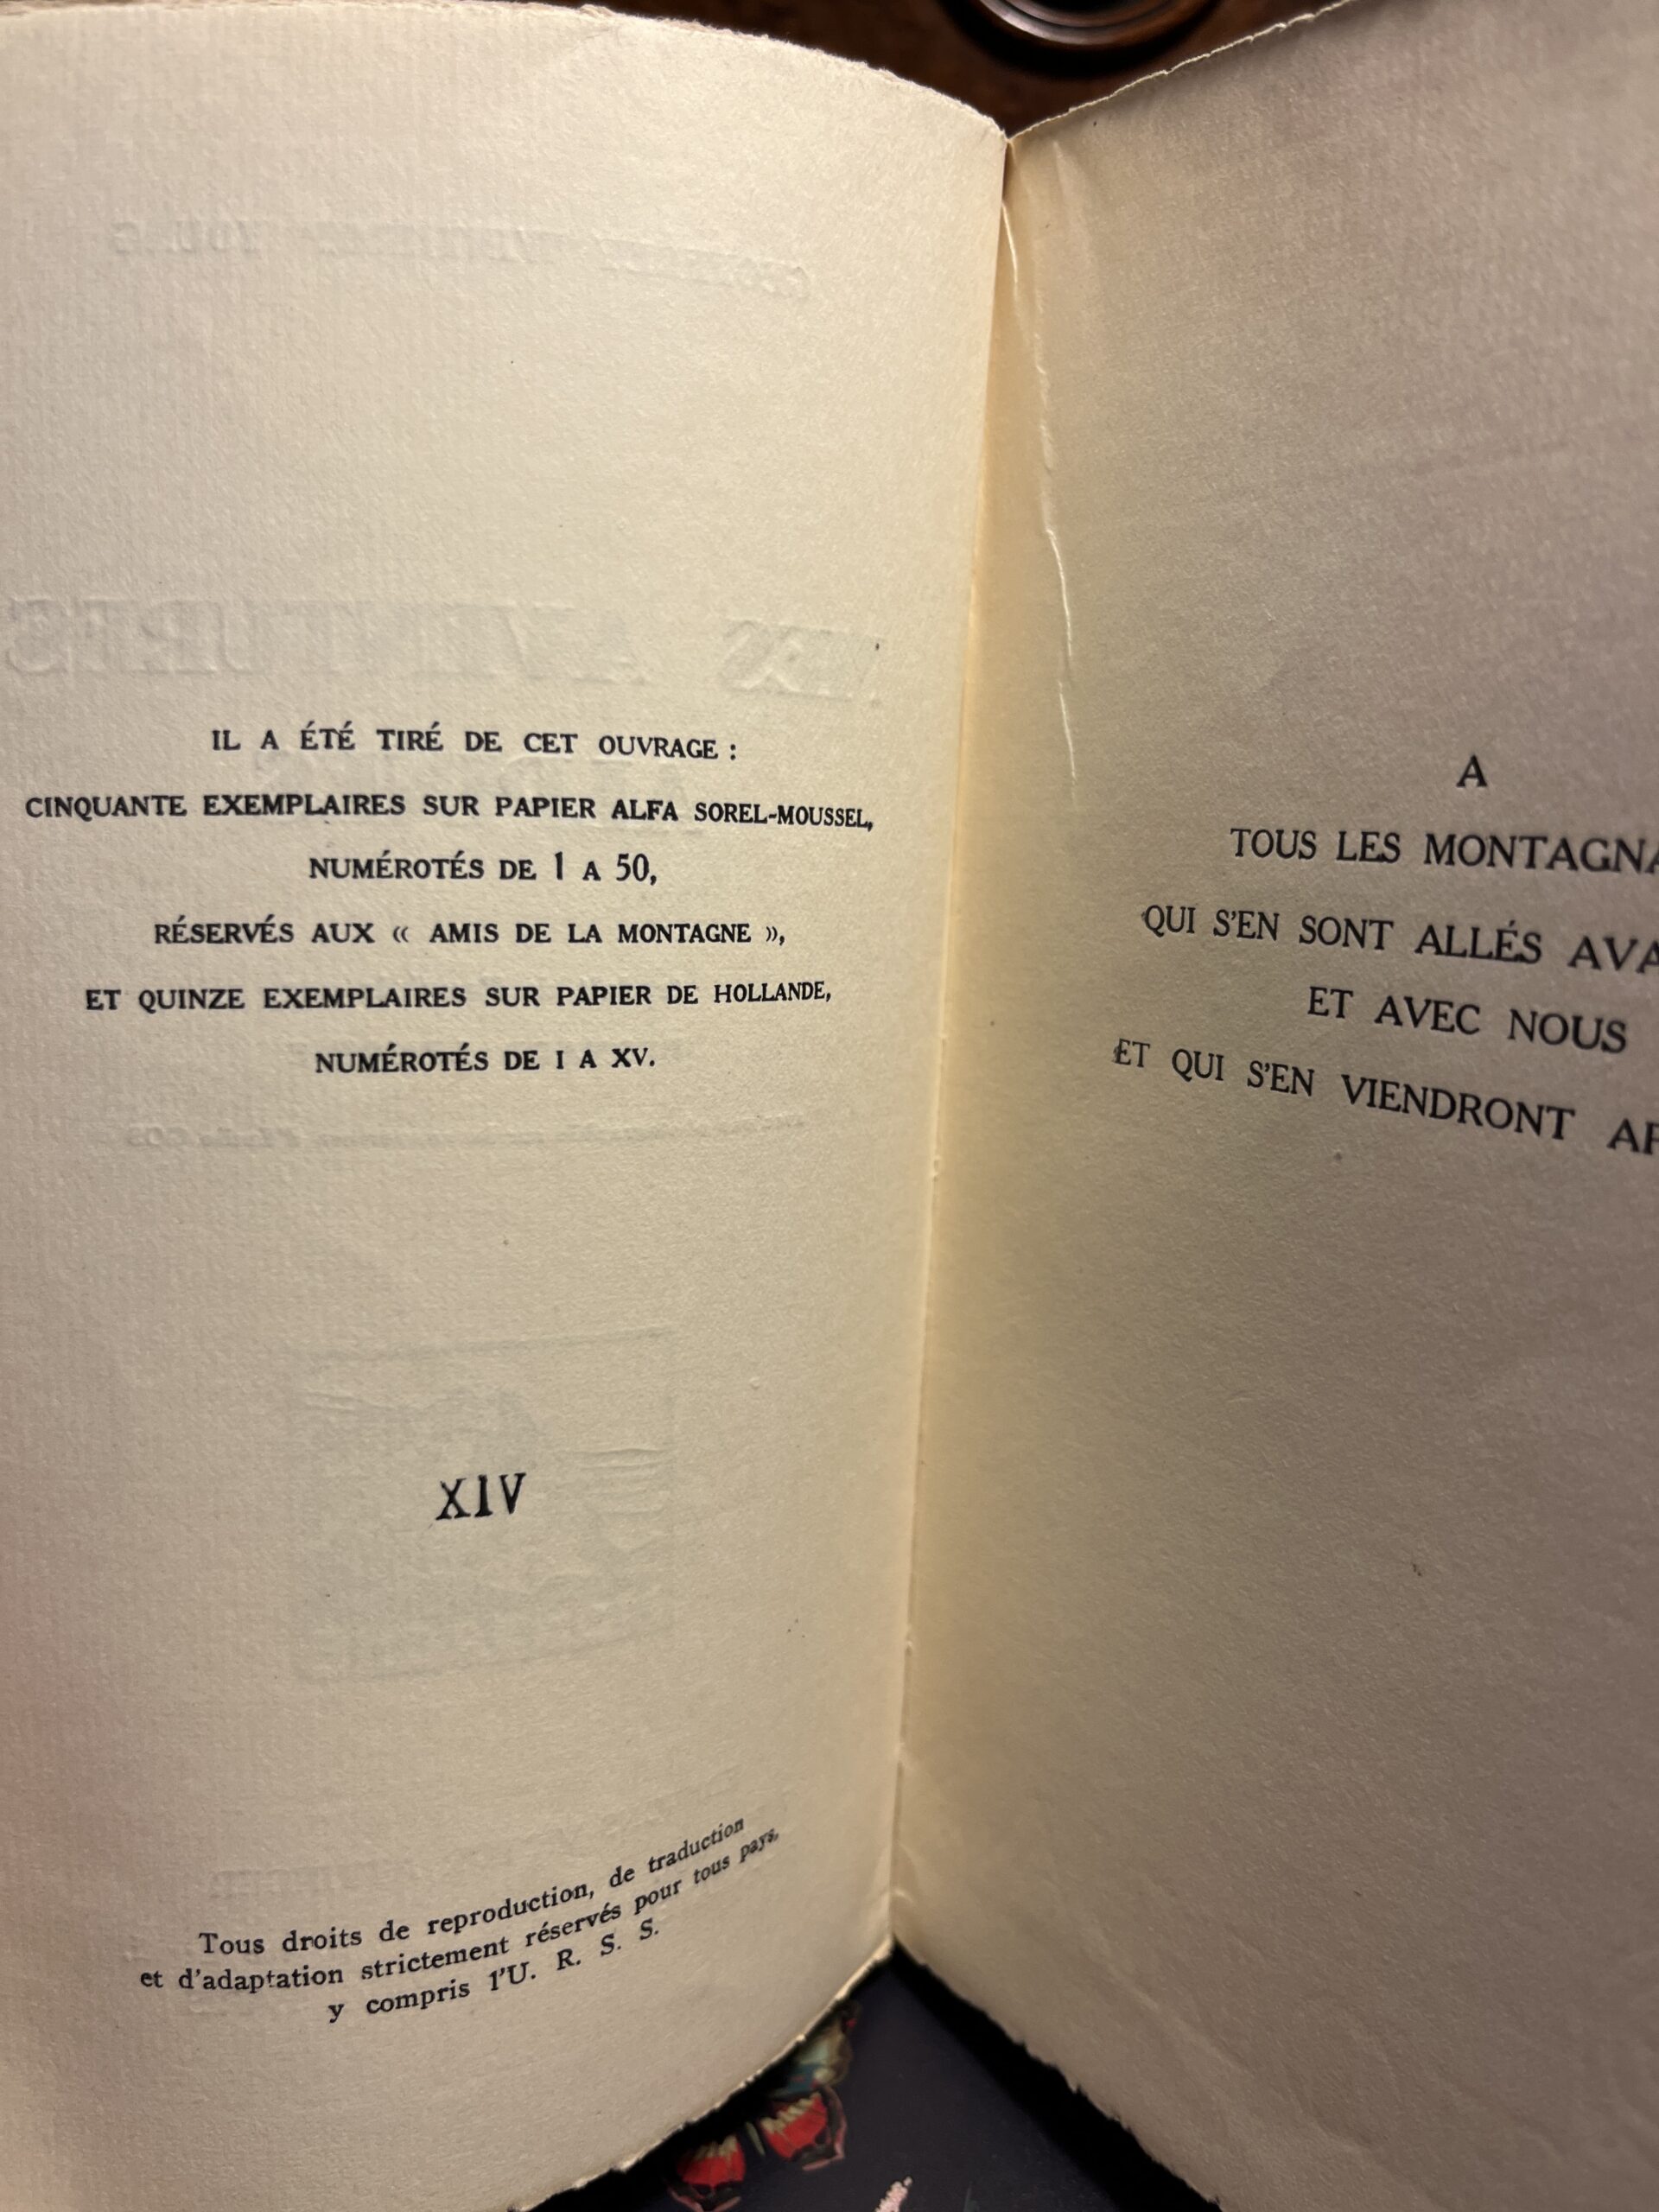 IL A ÉTÉ TIRÉ DE CET OUVRAGE :
CINQUANTE EXEMPLAIRES SUR PAPIER ALFA SOREL-MOUSSEL,
NUMÉROTÉS DE 1 A 50,
RÉSERVÉS AUX « AMIS DE LA MONTAGNE »,
ET QUINZE EXEMPLAIRES SUR PAPIER DE HOLLANDE,
NUMÉROTÉS DE I A XV.
XIV
Tous droits de reproduction, de traduction
et d'adaptation strictement réservés pour tous pays,
y compris l'U. R. S. S.
A
TOUS LES MONTAGNA
QUI S'EN SONT ALLÉS AVA
ET AVEC NOUS
ET QUI S'EN VIENDRONT AP